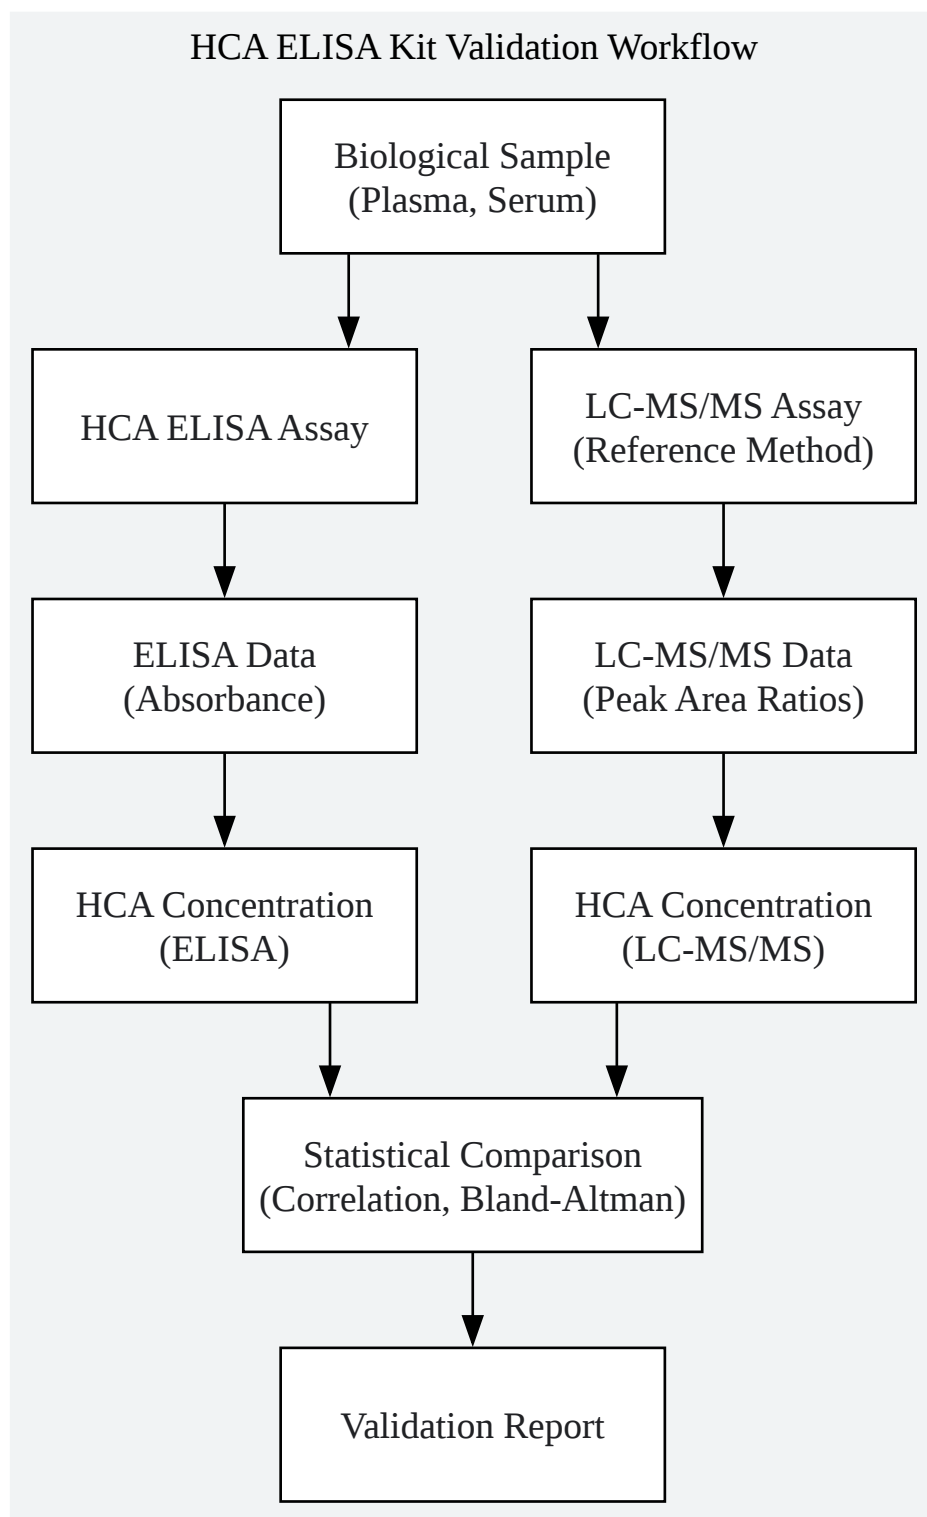 HCA ELISA Kit Validation Workflow
Biological Sample
(Plasma, Serum)
HCA ELISA Assay
LC-MS/MS Assay
(Reference Method)
ELISA Data
(Absorbance)
LC-MS/MS Data
(Peak Area Ratios)
HCA Concentration
(ELISA)
HCA Concentration
(LC-MS/MS)
Statistical Comparison
(Correlation, Bland-Altman)
Validation Report